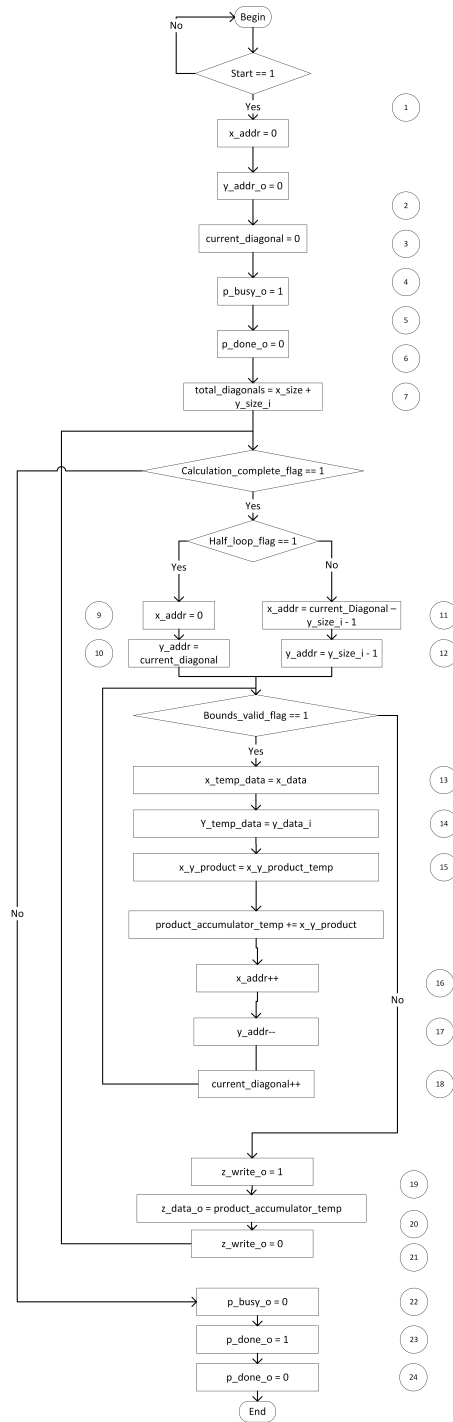 Begin
No
Start == 1
Yes
1
x_addr = 0
y_addr_o = 0
2
current_diagonal = 0
3
4
p_busy_o = 1
5
p_done_o = 0
6
total_diagonals = x_size +
y_size_i
7
Calculation_complete_flag == 1
Yes
Half_loop_flag == 1
Yes
No
9
x_addr = 0
x_addr = current_Diagonal –
y_size_i - 1
11
10
y_addr =
current_diagonal
y_addr = y_size_i - 1
12
Bounds_valid_flag == 1
Yes
x_temp_data = x_data
13
Y_temp_data = y_data_i
14
x_y_product = x_y_product_temp
15
No
product_accumulator_temp += x_y_product
x_addr++
16
No
y_addr--
17
current_diagonal++
18
z_write_o = 1
19
z_data_o = product_accumulator_temp
20
z_write_o = 0
21
p_busy_o = 0
22
p_done_o = 1
23
p_done_o = 0
24
End